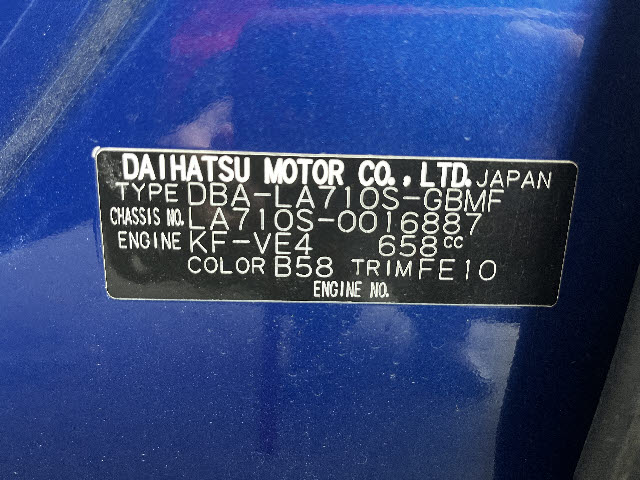 DAIHATSU MOTOR CO., LTD. JAPAN
TYPE DBA-LA710S-GBMF
CHASSIS NO. LA710S-0016887
ENGINE KF-VE4 658cc
COLOR B58 TRIM FE10
ENGINE NO.